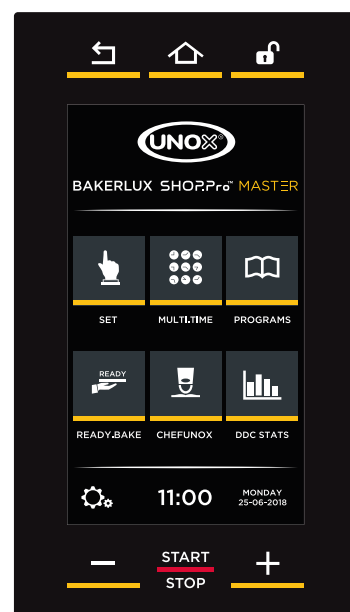 UNOX®
BAKERLUX SHOP.Pro™ MASTER
SET MULTI.TIME PROGRAMS
READY
READY.BAKE CHEFUNOX DDC STATS
11:00 MONDAY
25-06-2018
START
STOP